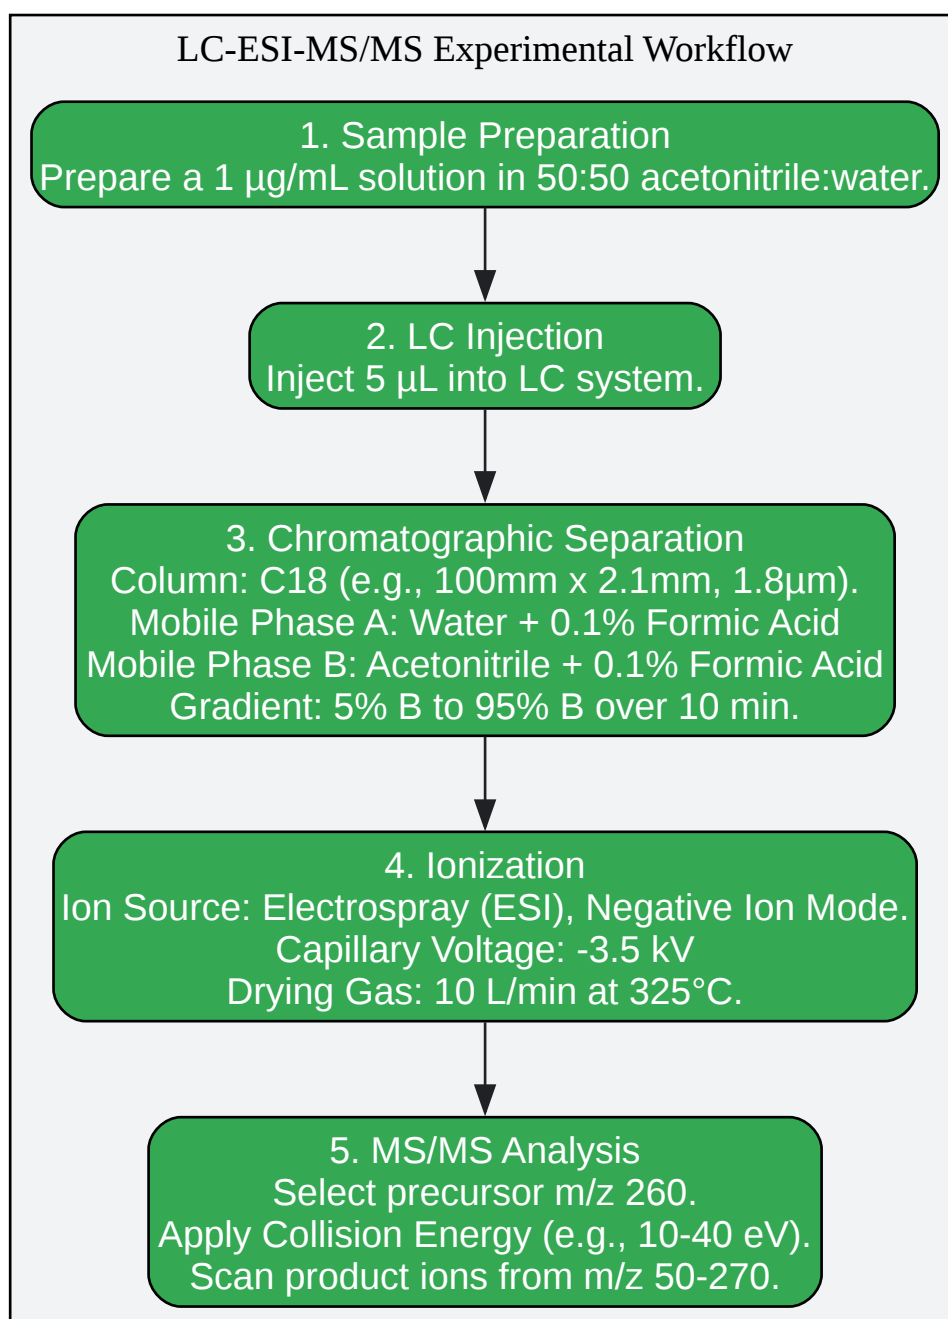 LC-ESI-MS/MS Experimental Workflow
1. Sample Preparation
Prepare a 1 µg/mL solution in 50:50 acetonitrile:water.
2. LC Injection
Inject 5 µL into LC system.
3. Chromatographic Separation
Column: C18 (e.g., 100mm x 2.1mm, 1.8µm).
Mobile Phase A: Water + 0.1% Formic Acid
Mobile Phase B: Acetonitrile + 0.1% Formic Acid
Gradient: 5% B to 95% B over 10 min.
4. Ionization
Ion Source: Electrospray (ESI), Negative Ion Mode.
Capillary Voltage: -3.5 kV
Drying Gas: 10 L/min at 325°C.
5. MS/MS Analysis
Select precursor m/z 260.
Apply Collision Energy (e.g., 10-40 eV).
Scan product ions from m/z 50-270.